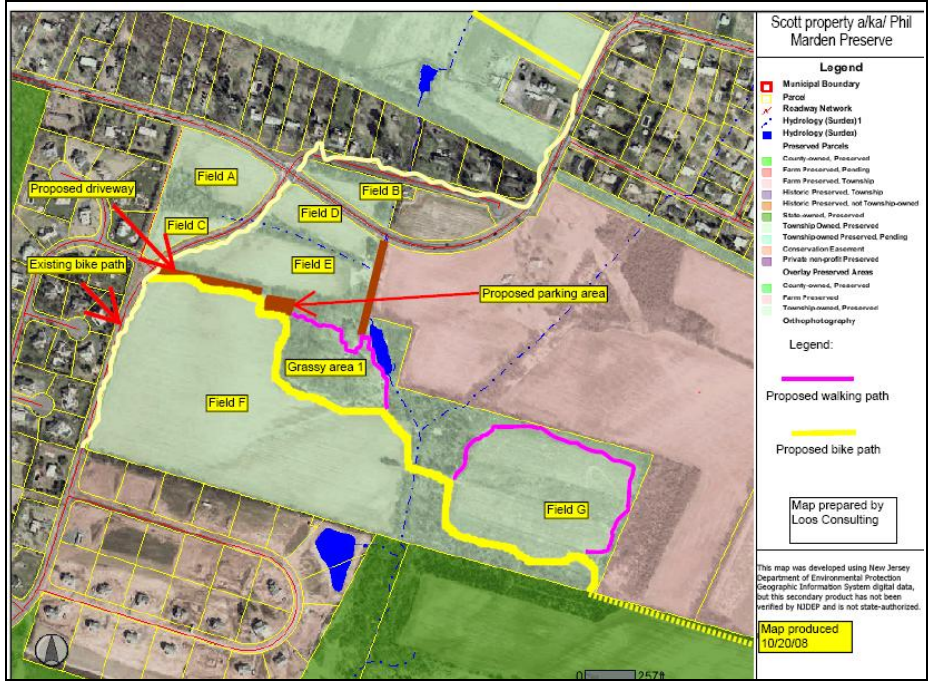 Scott property a/ka/ Phil
Marden Preserve
Legend
Municipal Boundary
Parcel
Roadway Network
Hydrology (Surdex)1
Hydrology (Surdex)
Preserved Parcels
County-owned, Preserved
Farm Preserved, Pending
Farm Preserved, Township
Historic Preserved, Township
Historic Preserved, not Township-owned
State-owned, Preserved
Township Owned, Preserved
Township-owned Preserved, Pending
Conservation Easement
Private non-profit Preserved
Overlay Preserved Areas
County-owned, Preserved
Farm Preserved
Township-owned, Preserved
Orthophotography
Legend:
Proposed walking path
Proposed bike path
Map prepared by
Loos Consulting
This map was developed using New Jersey
Department of Environmental Protection
Geographic Information System digital data,
but this secondary product has not been
verified by NJDEP and is not state-authorized.
Map produced
10/20/08
Field A
Proposed driveway
Field B
Field D
Field C
Existing bike path
Field E
Proposed parking area
Grassy area 1
Field F
Field G
0
257ft